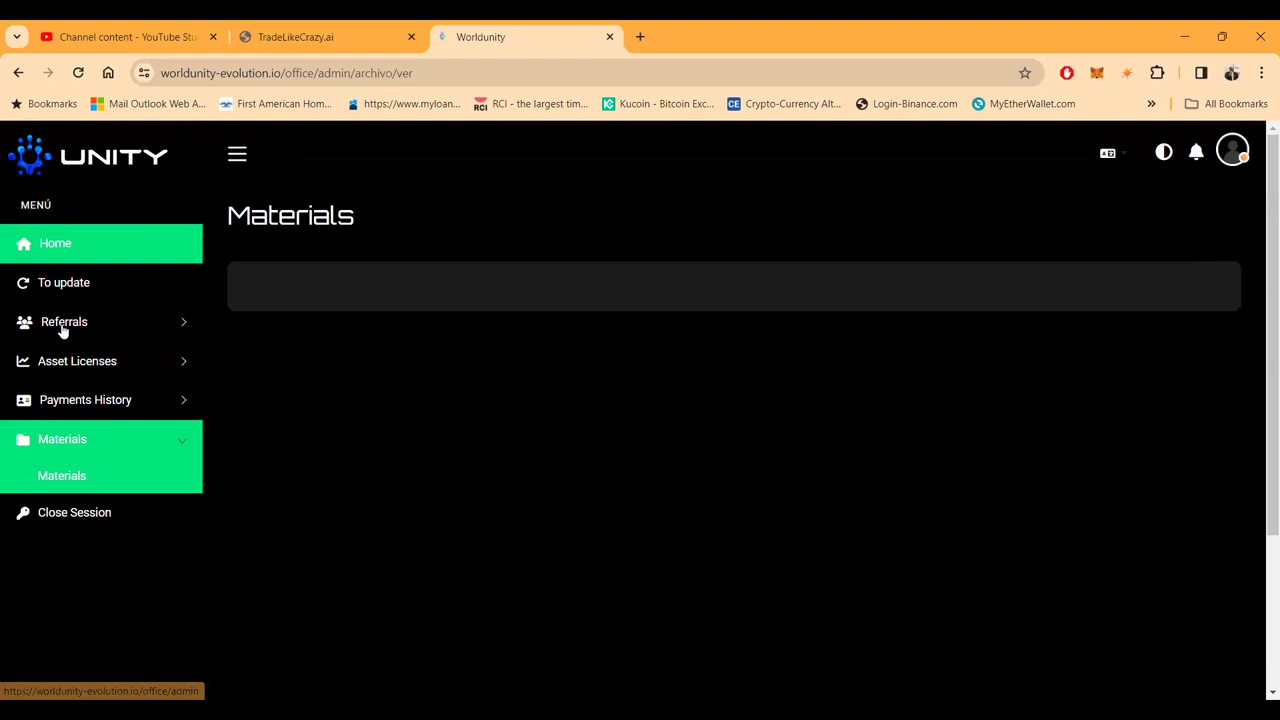 Channel content - YouTube Stu
TradeLikeCrazy.ai
Worldunity
worldunity-evolution.io/office/admin/archivo/ver
Bookmarks
Mail Outlook Web A...
First American Hom...
https://www.myloan...
RCI
RCI - the largest tim...
Kucoin - Bitcoin Exc...
CE
Crypto-Currency Alt...
Login-Binance.com
MyEtherWallet.com
All Bookmarks
UNITY
MENÚ
Materials
Home
To update
Referrals
Asset Licenses
Payments History
Materials
Materials
Close Session
https://worldunity-evolution.io/office/admin